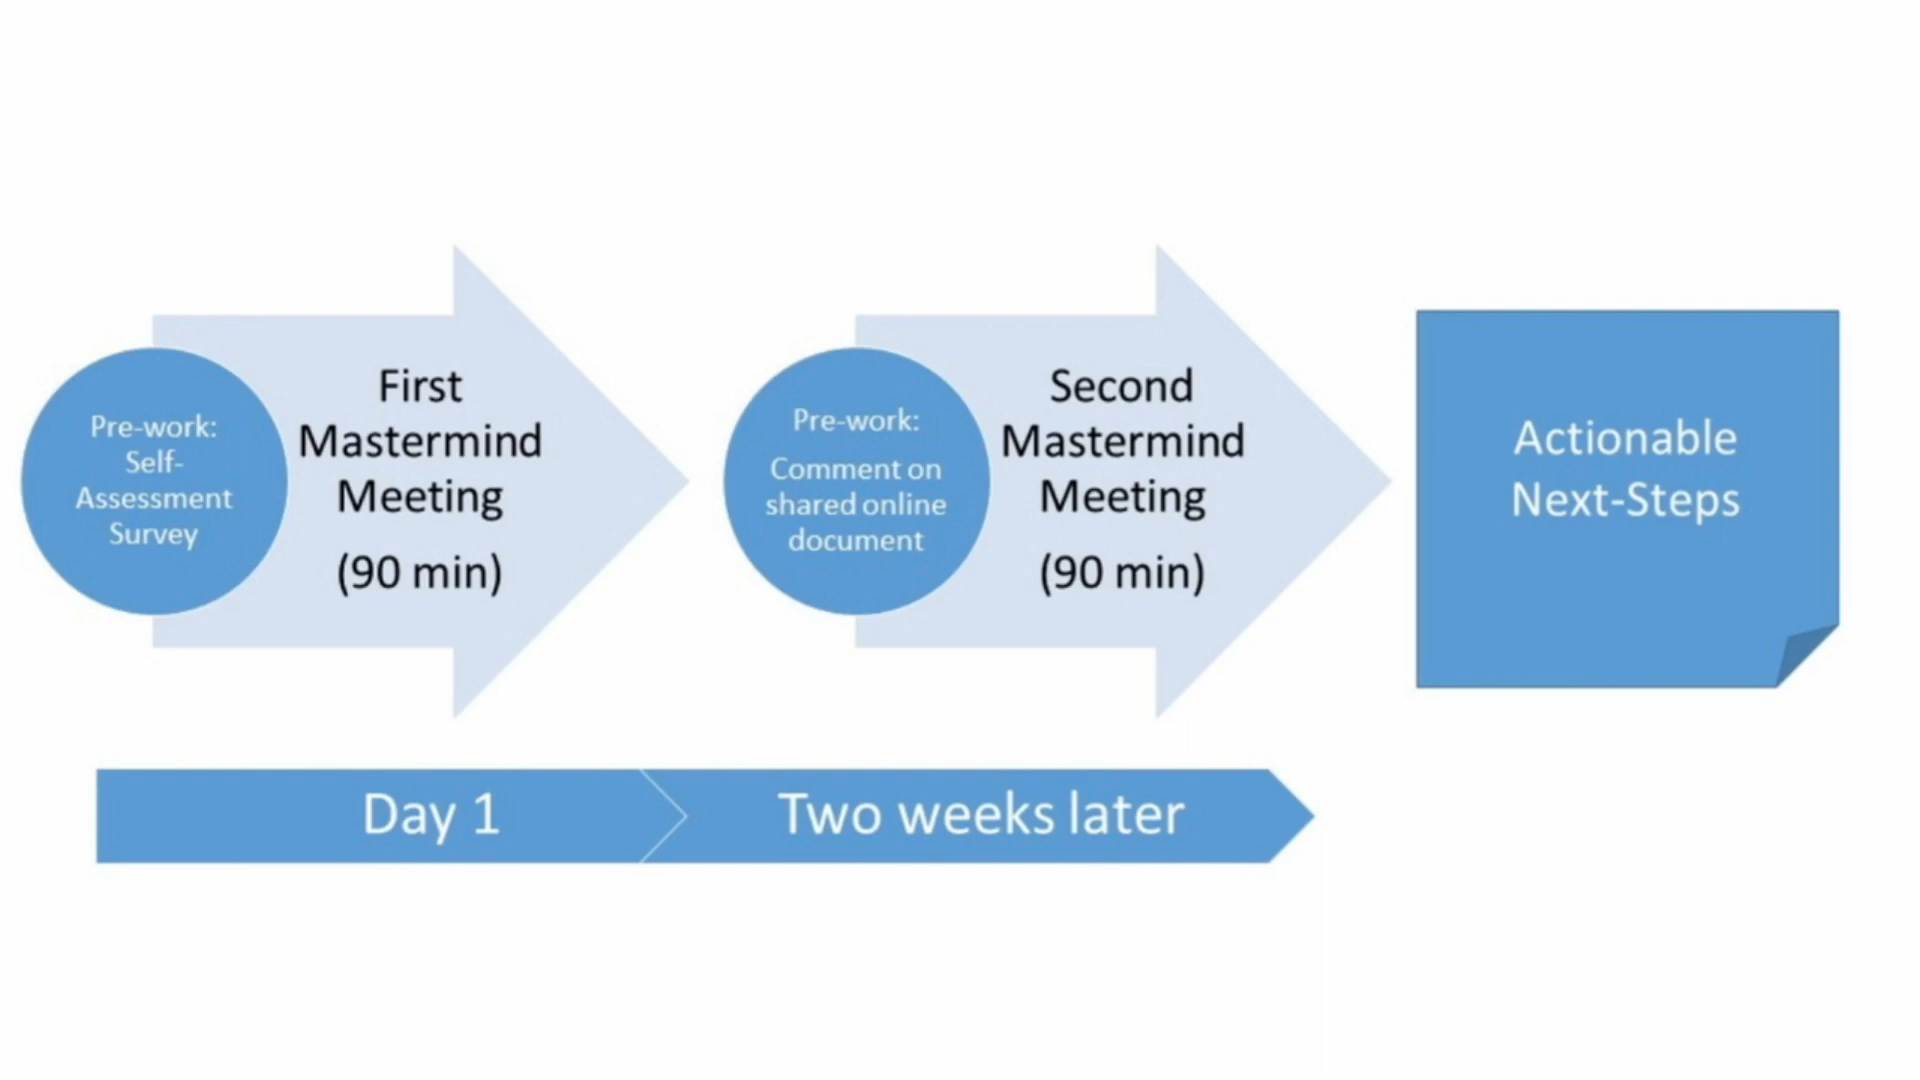 Pre-work:
Self-
Assessment
Survey
First
Mastermind
Meeting
(90 min)
Pre-work:
Comment on
shared online
document
Second
Mastermind
Meeting
(90 min)
Actionable
Next-Steps
Day 1
Two weeks later